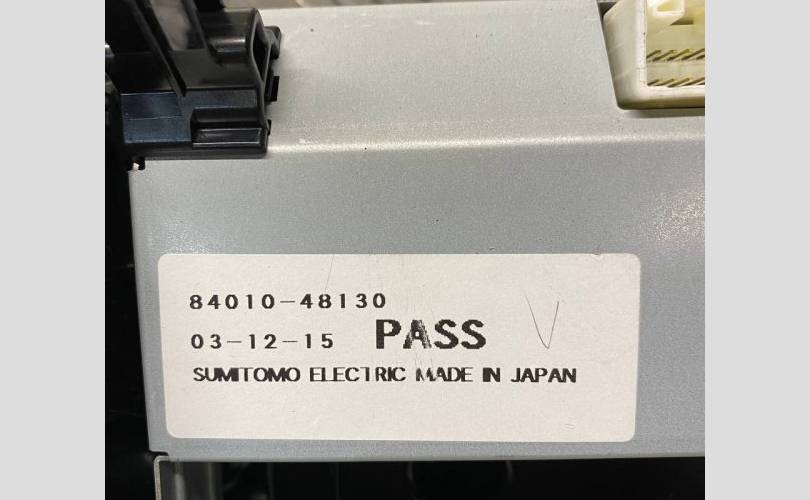 84010-48130
03-12-15 PASS V
SUMITOMO ELECTRIC MADE IN JAPAN